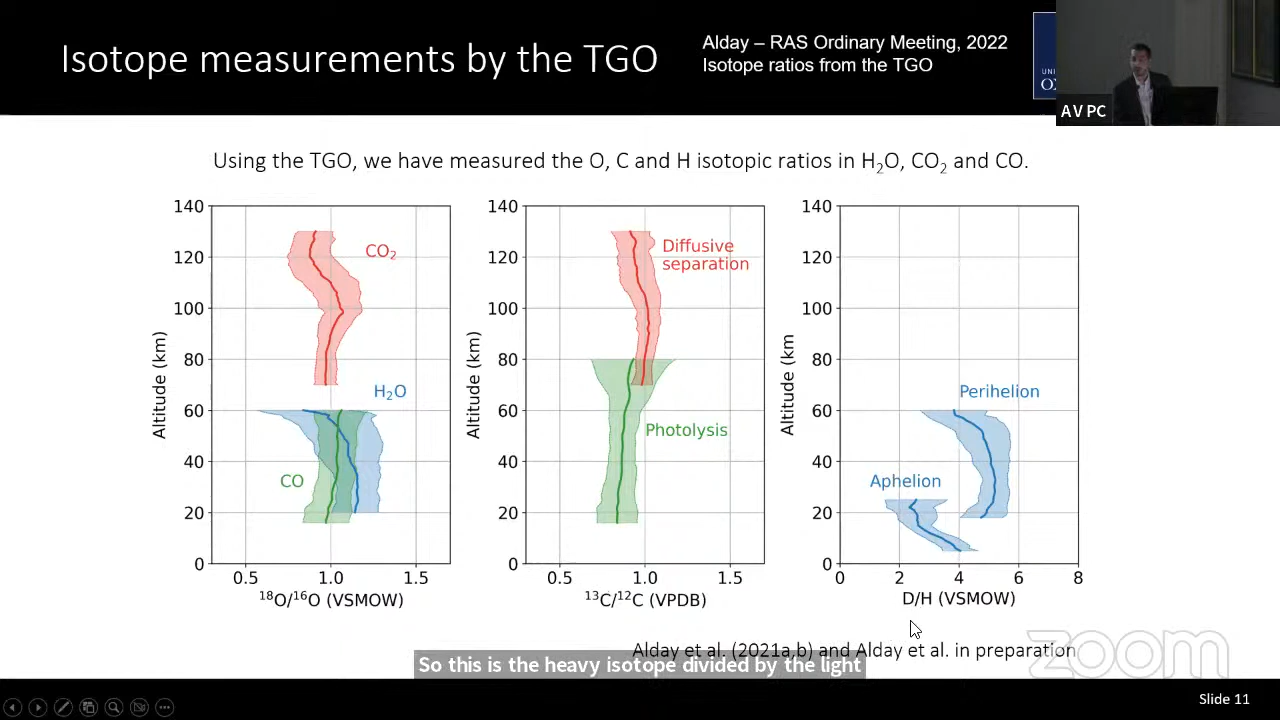 Isotope measurements by the TGO
Alday – RAS Ordinary Meeting, 2022
Isotope ratios from the TGO
UNI
OX
AV PC
Using the TGO, we have measured the O, C and H isotopic ratios in H₂O, CO₂ and CO.
140
120
100
80
60
40
20
0
Altitude (km)
CO₂
H₂O
CO
0.5 1.0 1.5
¹⁸O/¹⁶O (VSMOW)
140
120
100
80
60
40
20
0
Altitude (km)
Diffusive
separation
Photolysis
0.5 1.0 1.5
¹³C/¹²C (VPDB)
140
120
100
80
60
40
20
0
Altitude (km
Perihelion
Aphelion
0 2 4 6 8
D/H (VSMOW)
Alday et al. (2021a,b) and Alday et al. in preparation
zoom
So this is the heavy isotope divided by the light
Slide 11